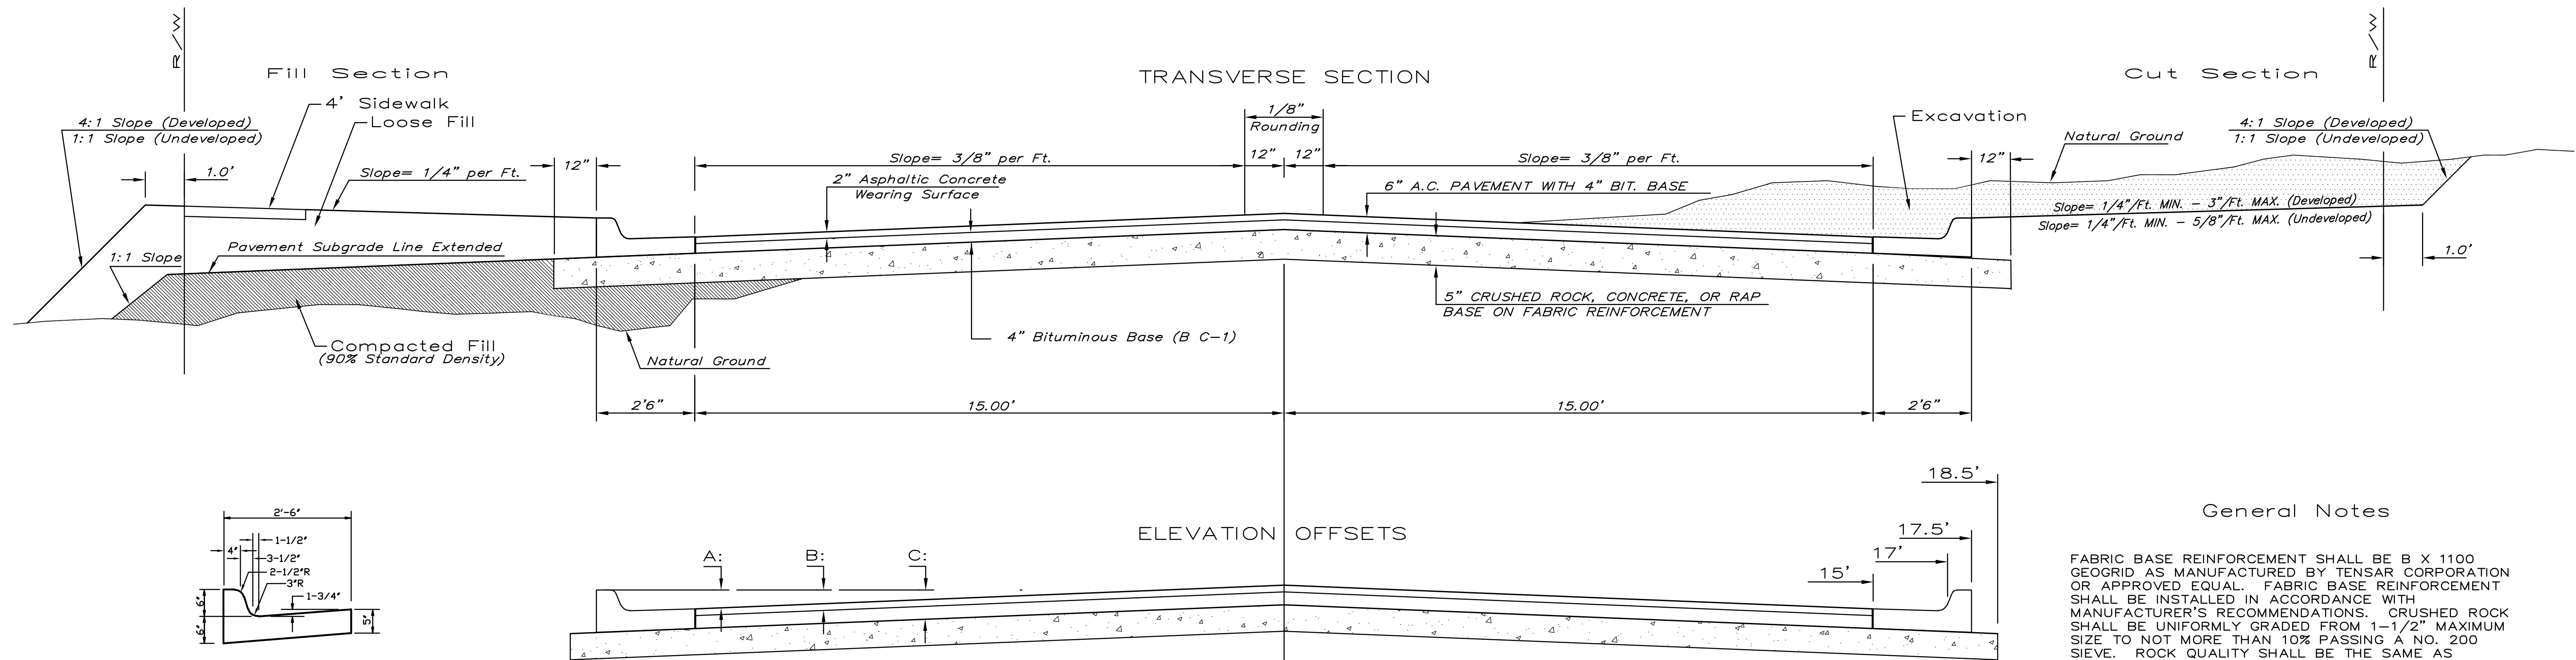 R/W
Fill Section
4' Sidewalk
Loose Fill
4:1 Slope (Developed)
1:1 Slope (Undeveloped)
1.0'
Slope= 1/4" per Ft.
12"
Pavement Subgrade Line Extended
1:1 Slope
Compacted Fill
(90% Standard Density)
Natural Ground
TRANSVERSE SECTION
1/8"
Rounding
12"
12"
Slope= 3/8" per Ft.
Slope= 3/8" per Ft.
2" Asphaltic Concrete
Wearing Surface
6" A.C. PAVEMENT WITH 4" BIT. BASE
5" CRUSHED ROCK, CONCRETE, OR RAP
BASE ON FABRIC REINFORCEMENT
4" Bituminous Base (B C-1)
2'6"
15.00'
15.00'
2'6"
Cut Section
R/W
Excavation
Natural Ground
4:1 Slope (Developed)
1:1 Slope (Undeveloped)
12"
Slope= 1/4"/Ft. MIN. - 3"/Ft. MAX. (Developed)
Slope= 1/4"/Ft. MIN. - 5/8"/Ft. MAX. (Undeveloped)
1.0'
2'-6"
1-1/2"
4"
3-1/2"
2-1/2"R
3"R
1-3/4"
6"
6"
5"
ELEVATION OFFSETS
A:
B:
C:
18.5'
17.5'
17'
15'
General Notes
FABRIC BASE REINFORCEMENT SHALL BE B X 1100
GEOGRID AS MANUFACTURED BY TENSAR CORPORATION
OR APPROVED EQUAL. FABRIC BASE REINFORCEMENT
SHALL BE INSTALLED IN ACCORDANCE WITH
MANUFACTURER'S RECOMMENDATIONS. CRUSHED ROCK
SHALL BE UNIFORMLY GRADED FROM 1-1/2" MAXIMUM
SIZE TO NOT MORE THAN 10% PASSING A NO. 200
SIEVE. ROCK QUALITY SHALL BE THE SAME AS